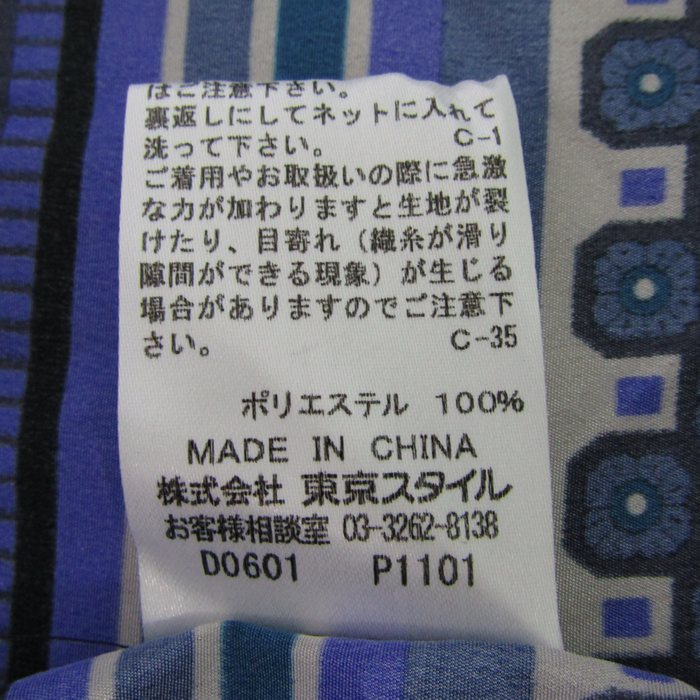 はご注意下さい。
裏返しにしてネットに入れて
洗って下さい。 C-1
ご着用やお取扱いの際に急激
な力が加わりますと生地が裂
けたり、目寄れ（織糸が滑り
隙間ができる現象）が生じる
場合がありますのでご注意下
さい。 C-35
ポリエステル 100%
MADE IN CHINA
株式会社 東京スタイル
お客様相談室 03-3262-8138
D0601 P1101